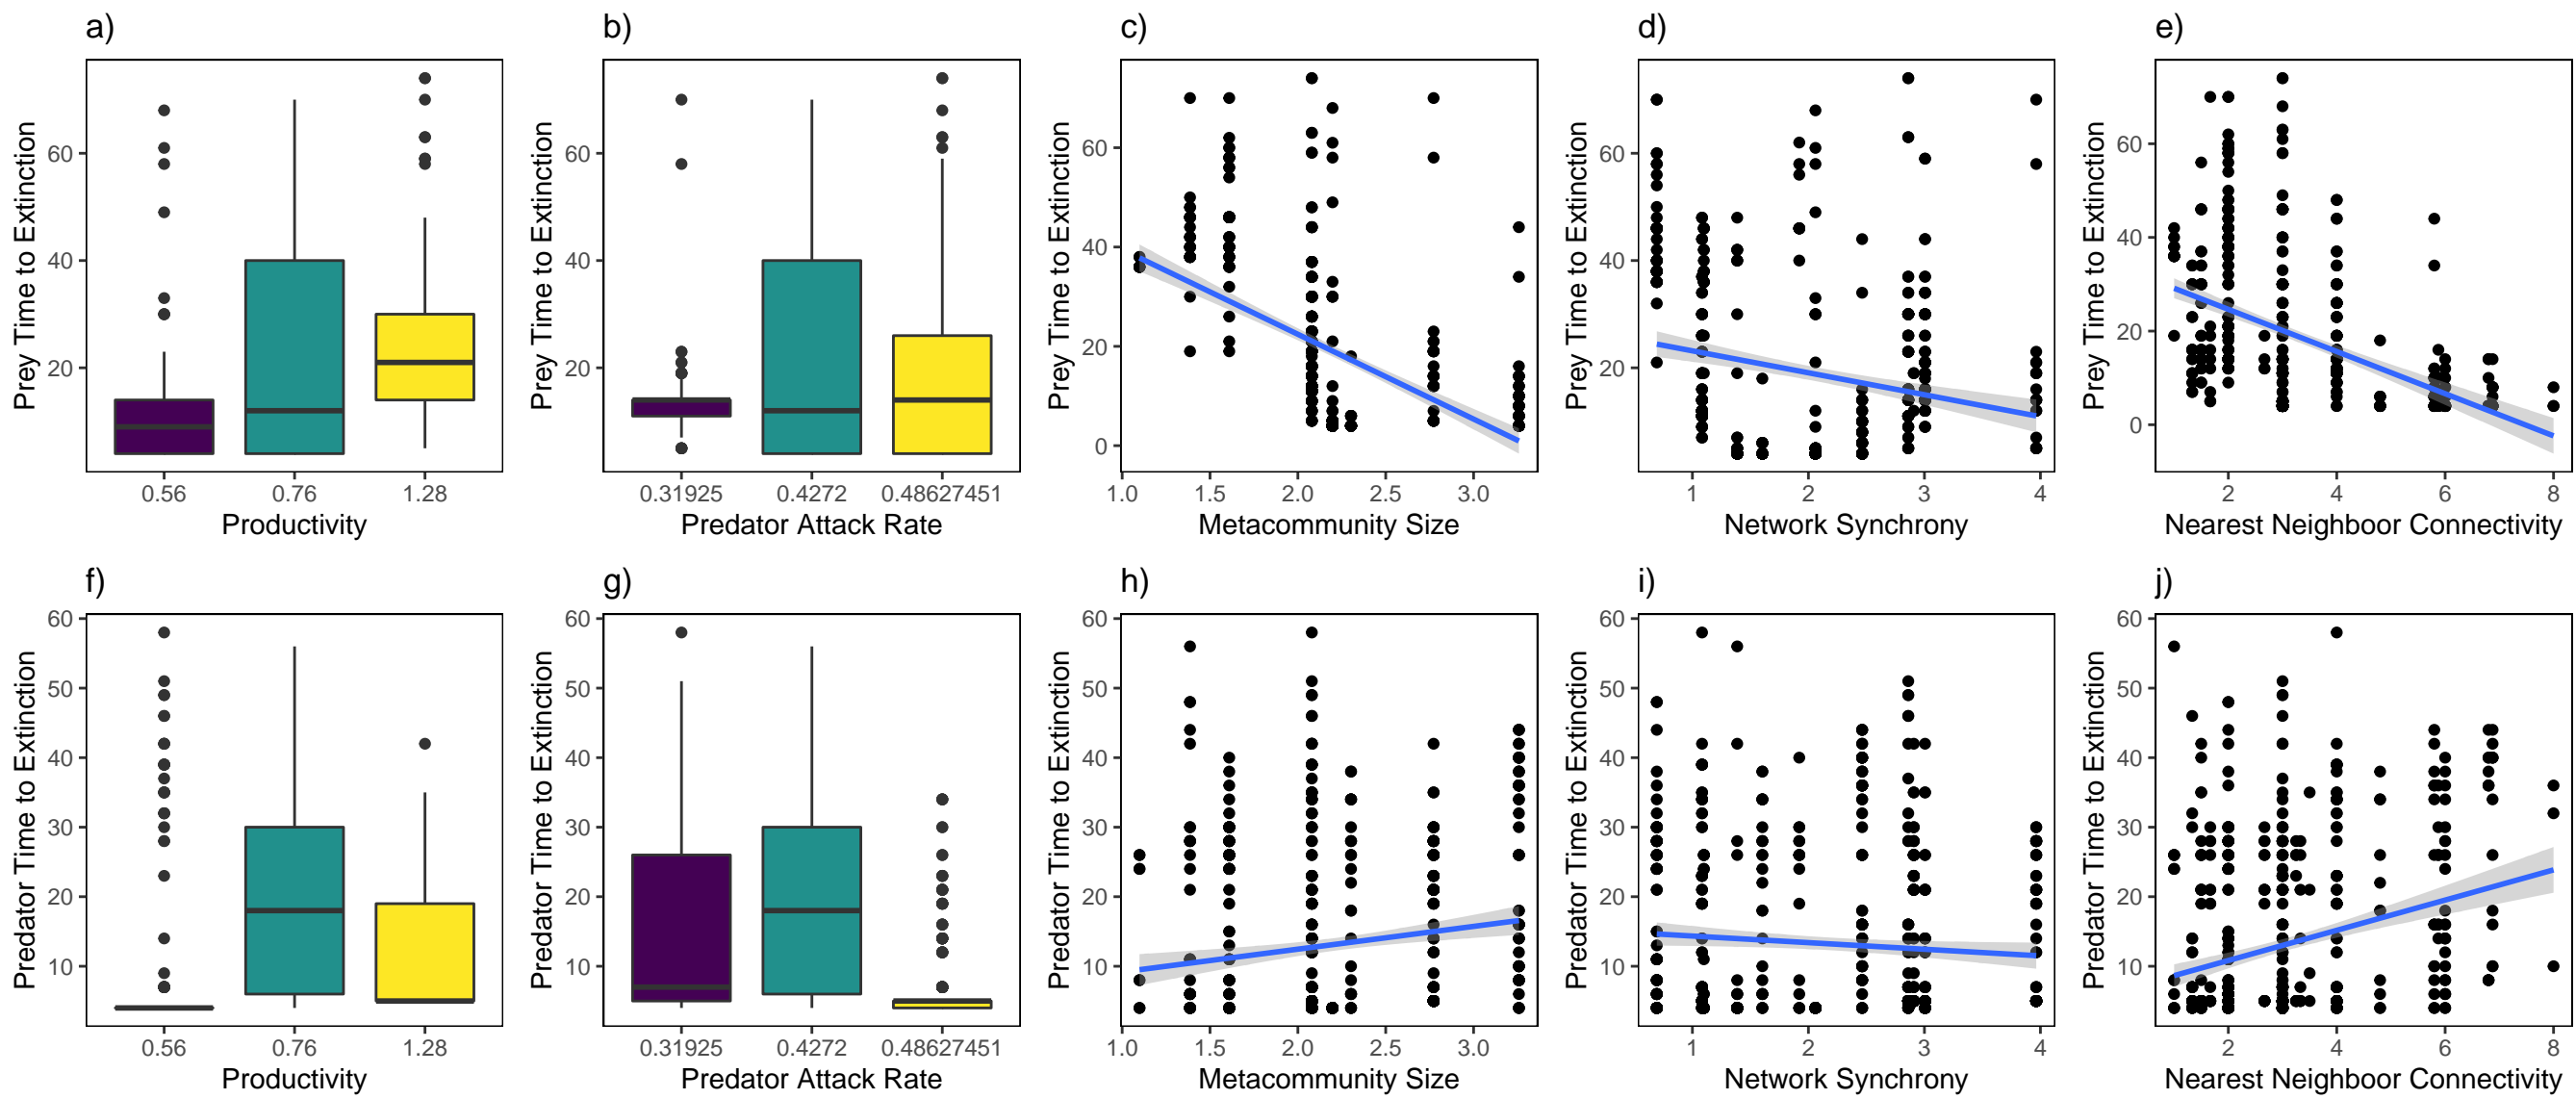 a)
b)
c)
d)
e)
Prey Time to Extinction
60
40
20
0.56 0.76 1.28
Productivity
Prey Time to Extinction
60
40
20
0.31925 0.4272 0.48627451
Predator Attack Rate
Prey Time to Extinction
60
40
20
0
1.0 1.5 2.0 2.5 3.0
Metacommunity Size
Prey Time to Extinction
60
40
20
1 2 3 4
Network Synchrony
Prey Time to Extinction
60
40
20
0
2 4 6 8
Nearest Neighboor Connectivity
f)
g)
h)
i)
j)
Predator Time to Extinction
60
50
40
30
20
10
0.56 0.76 1.28
Productivity
Predator Time to Extinction
60
50
40
30
20
10
0.31925 0.4272 0.48627451
Predator Attack Rate
Predator Time to Extinction
60
50
40
30
20
10
1.0 1.5 2.0 2.5 3.0
Metacommunity Size
Predator Time to Extinction
60
50
40
30
20
10
1 2 3 4
Network Synchrony
Predator Time to Extinction
60
50
40
30
20
10
2 4 6 8
Nearest Neighboor Connectivity